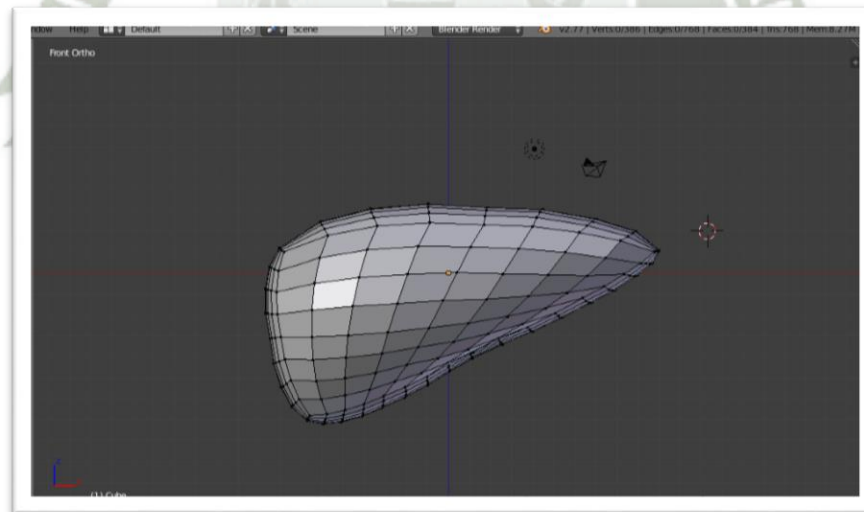 ndow Help Default Scene Blender Render v2.77 | Verts:0/386 | Edges:0/768 | Faces:0/384 | Tris:768 | Mem:8.27M
Front Ortho
z
(1) Cube